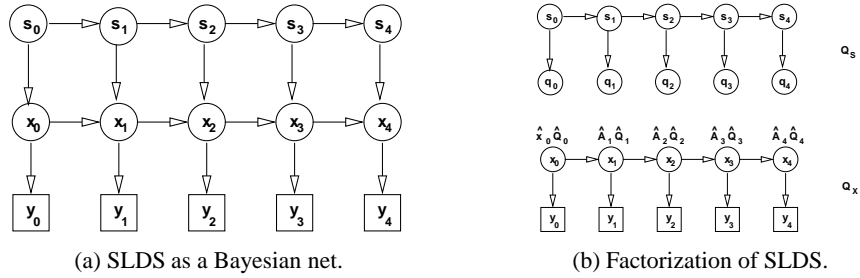 s0 s1 s2 s3 s4
x0 x1 x2 x3 x4
y0 y1 y2 y3 y4
(a) SLDS as a Bayesian net.
s0 s1 s2 s3 s4
Qs
q0 q1 q2 q3 q4
x̂0 Q̂0 Â1 Q̂1 Â2 Q̂2 Â3 Q̂3 Â4 Q̂4
x0 x1 x2 x3 x4
Qx
y0 y1 y2 y3 y4
(b) Factorization of SLDS.